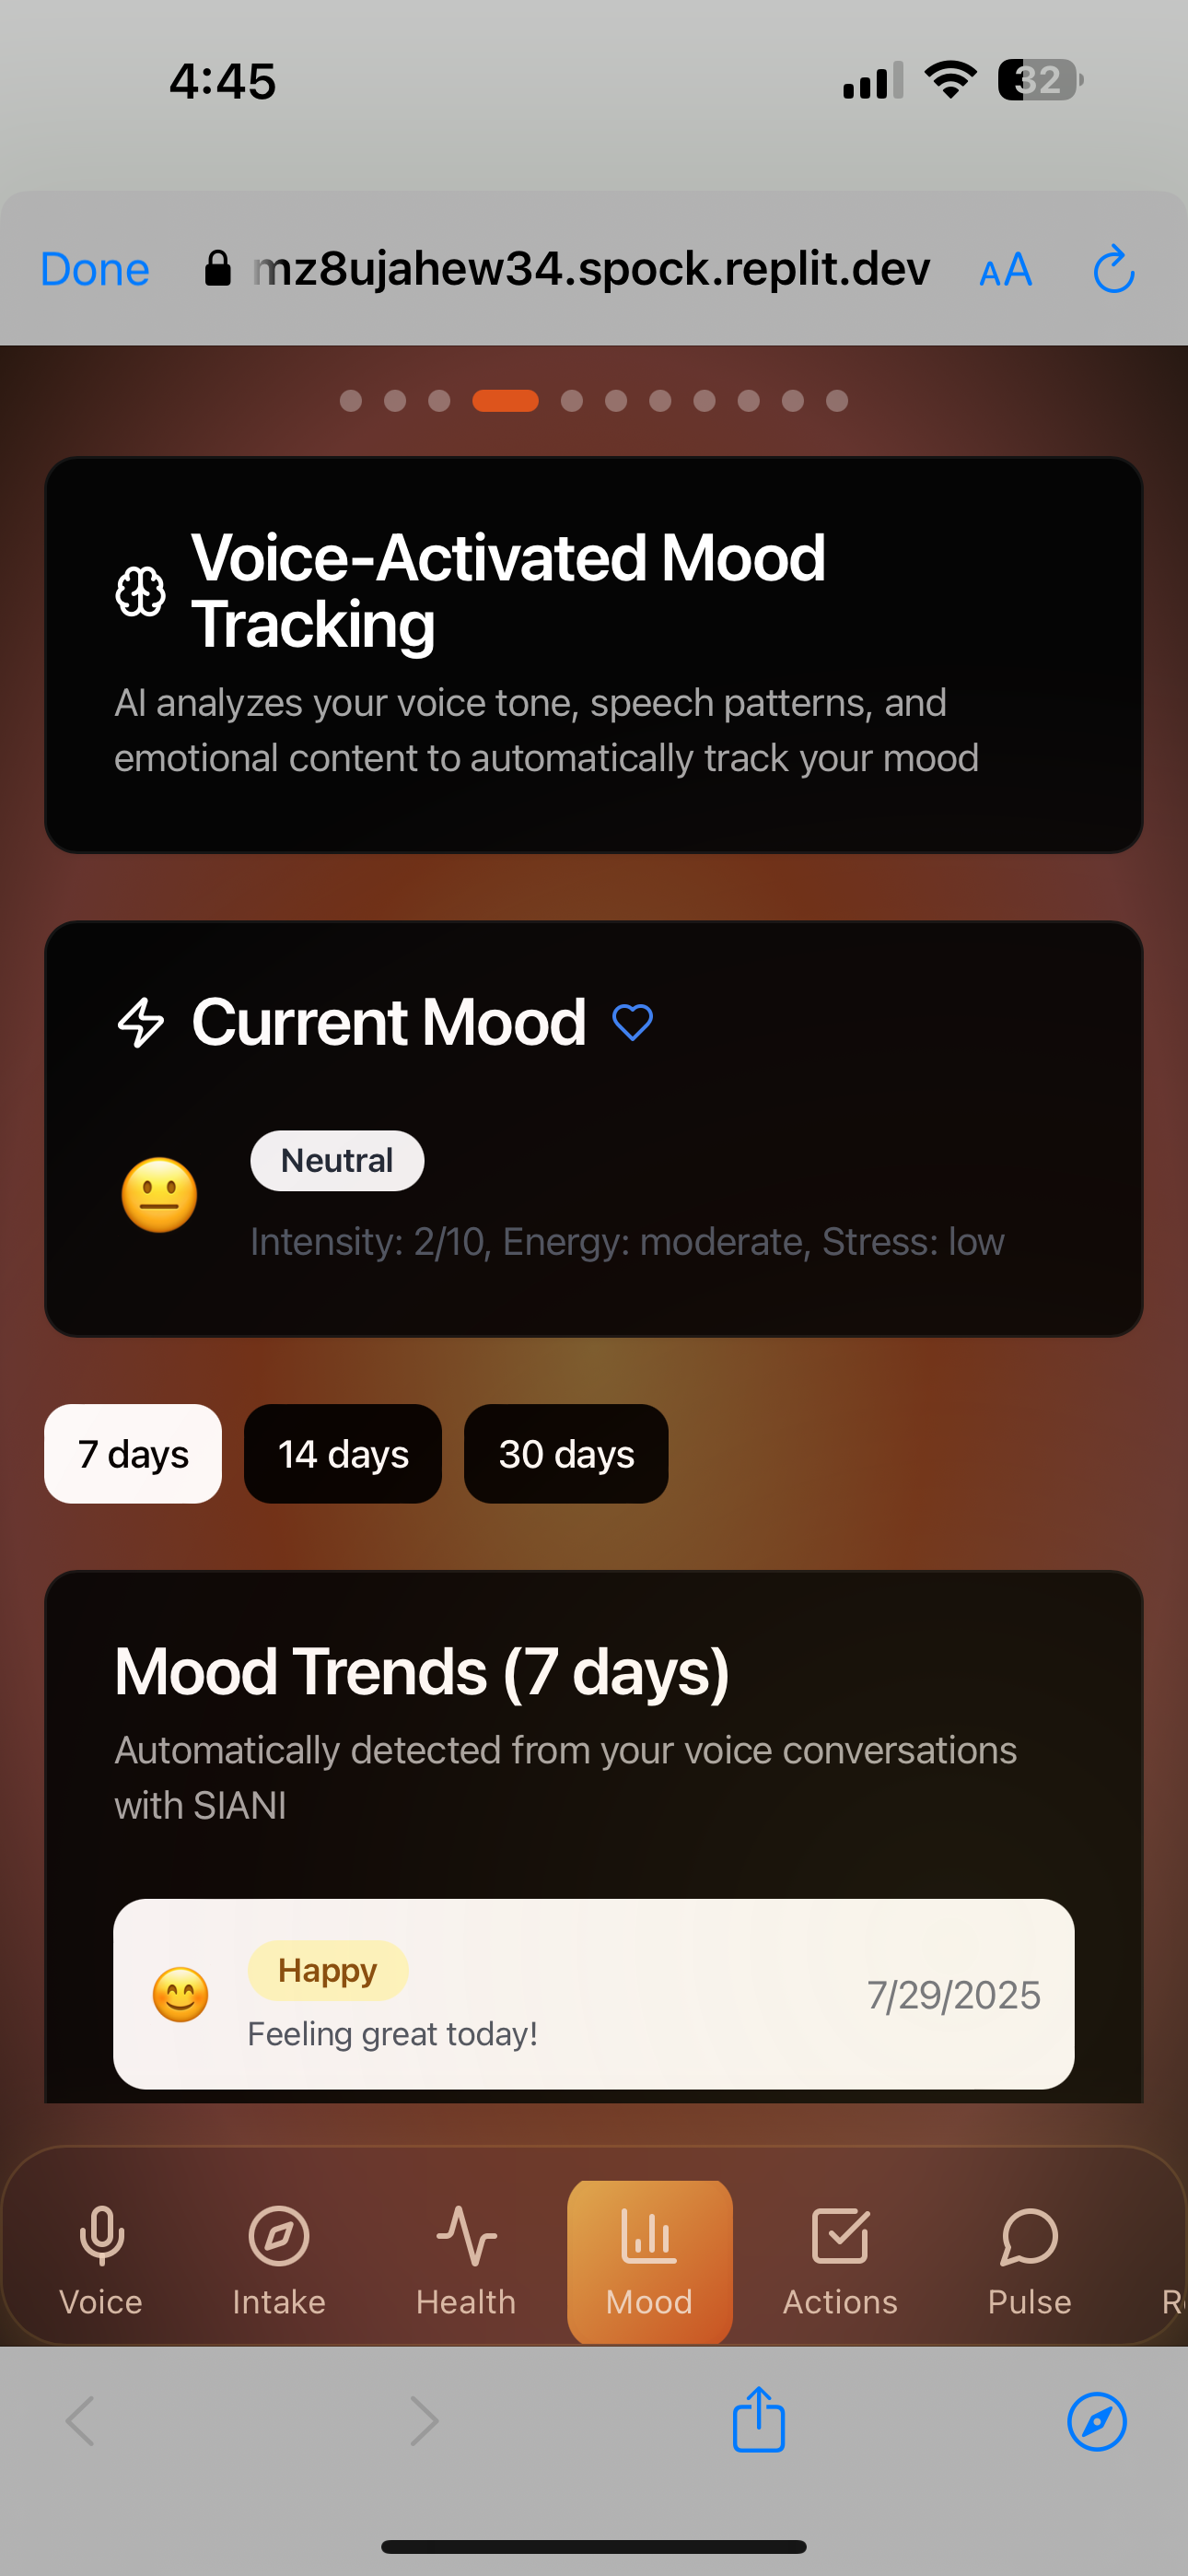 4:45
32
Done
mz8ujahew34.spock.replit.dev
AA
Voice-Activated Mood
Tracking
AI analyzes your voice tone, speech patterns, and
emotional content to automatically track your mood
Current Mood
Neutral
Intensity: 2/10, Energy: moderate, Stress: low
7 days
14 days
30 days
Mood Trends (7 days)
Automatically detected from your voice conversations
with SIANI
Happy
7/29/2025
Feeling great today!
Voice
Intake
Health
Mood
Actions
Pulse